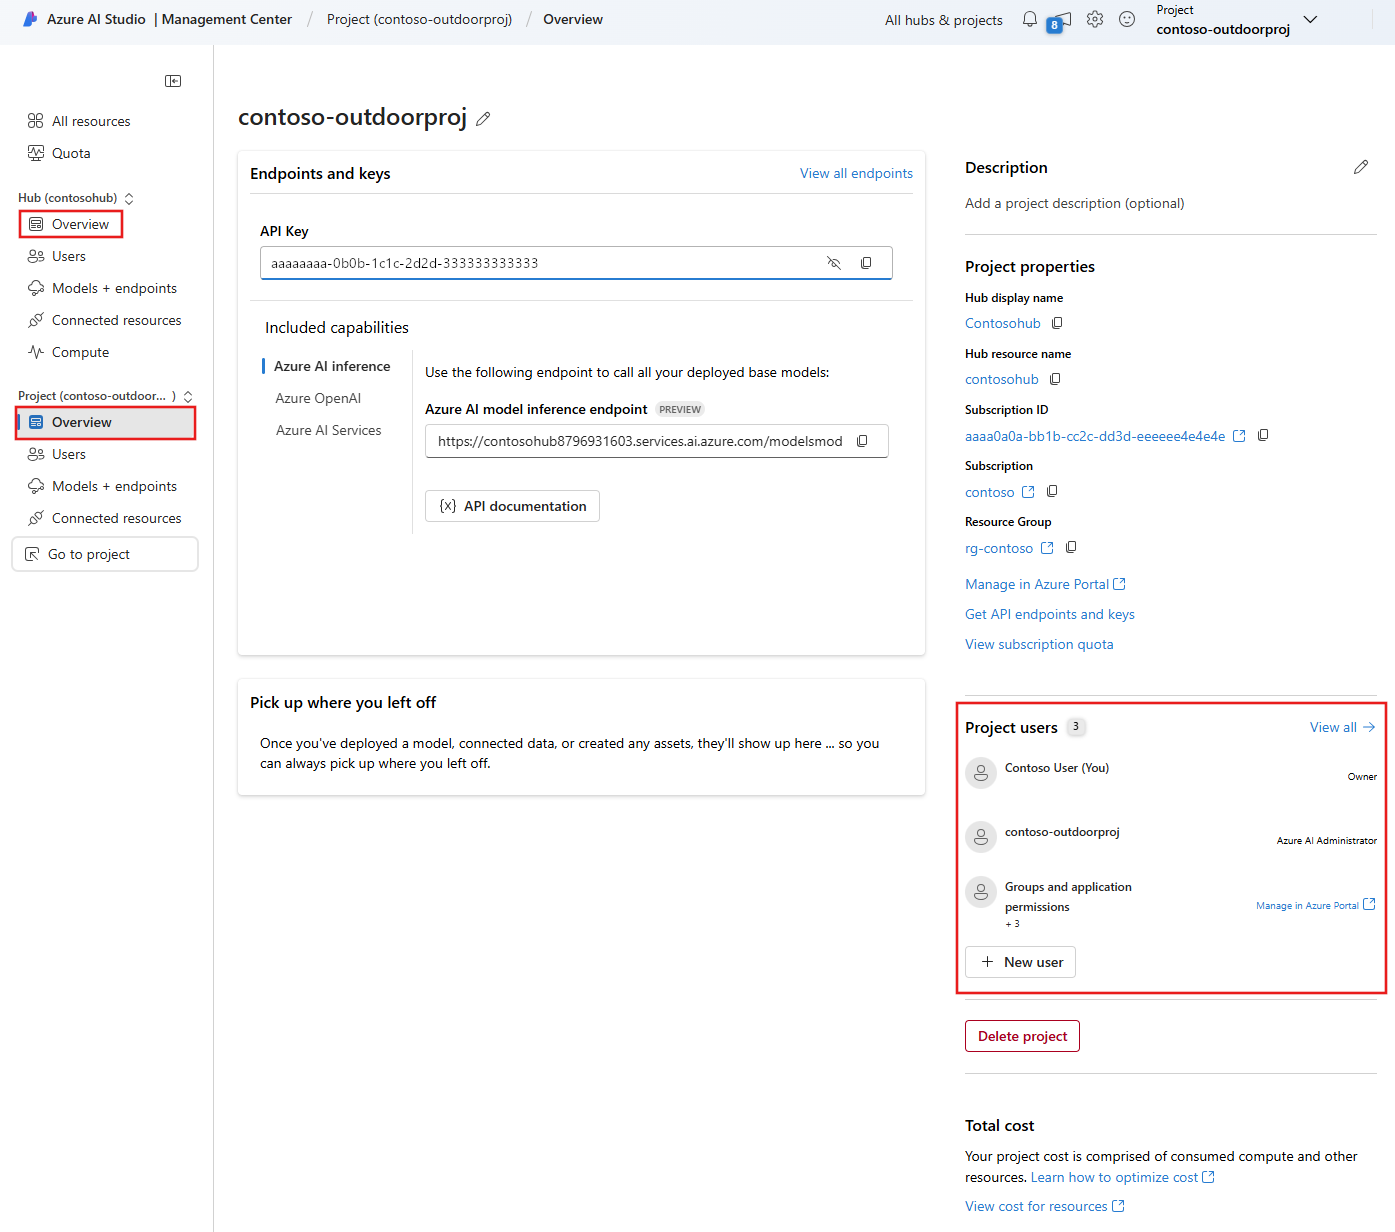 Azure AI Studio | Management Center / Project (contoso-outdoorproj) / Overview
All hubs & projects
8
Project
contoso-outdoorproj
All resources
Quota
Hub (contosohub)
Overview
Users
Models + endpoints
Connected resources
Compute
Project (contoso-outdoor... )
Overview
Users
Models + endpoints
Connected resources
Go to project
contoso-outdoorproj
Endpoints and keys
View all endpoints
API Key
aaaaaaaa-0b0b-1c1c-2d2d-333333333333
Included capabilities
Azure AI inference
Azure OpenAI
Azure AI Services
Use the following endpoint to call all your deployed base models:
Azure AI model inference endpoint PREVIEW
https://contosohub8796931603.services.ai.azure.com/modelsmod
{x} API documentation
Pick up where you left off
Once you've deployed a model, connected data, or created any assets, they'll show up here ... so you
can always pick up where you left off.
Description
Add a project description (optional)
Project properties
Hub display name
Contosohub
Hub resource name
contosohub
Subscription ID
aaaa0a0a-bb1b-cc2c-dd3d-eeeeee4e4e4e
Subscription
contoso
Resource Group
rg-contoso
Manage in Azure Portal
Get API endpoints and keys
View subscription quota
Project users 3
View all
Contoso User (You)
Owner
contoso-outdoorproj
Azure AI Administrator
Groups and application
permissions
+ 3
Manage in Azure Portal
New user
Delete project
Total cost
Your project cost is comprised of consumed compute and other
resources. Learn how to optimize cost
View cost for resources